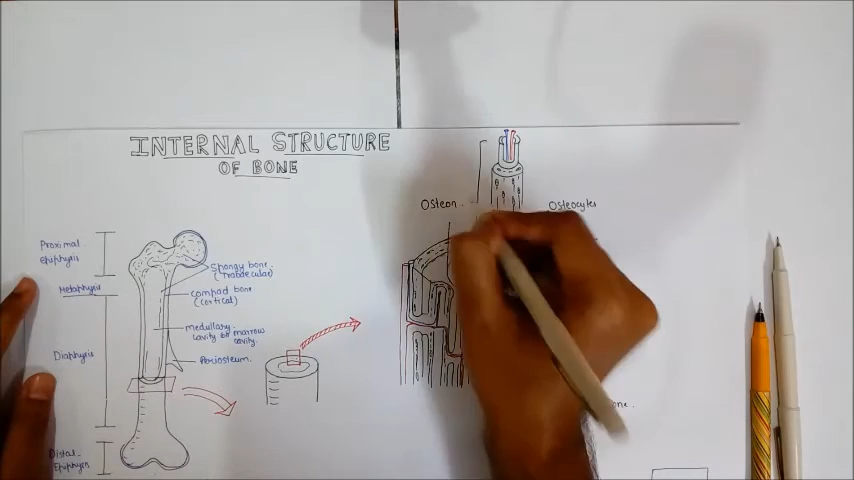 INTERNAL STRUCTURE
OF BONE
Osteon
Osteocytes
Proximal
Epiphysis
Metaphysis
Diaphysis
Distal
Epiphysis
Spongy bone
(Trabecular)
Compact bone
(cortical)
medullary
cavity or marrow
cavity
Periosteum.